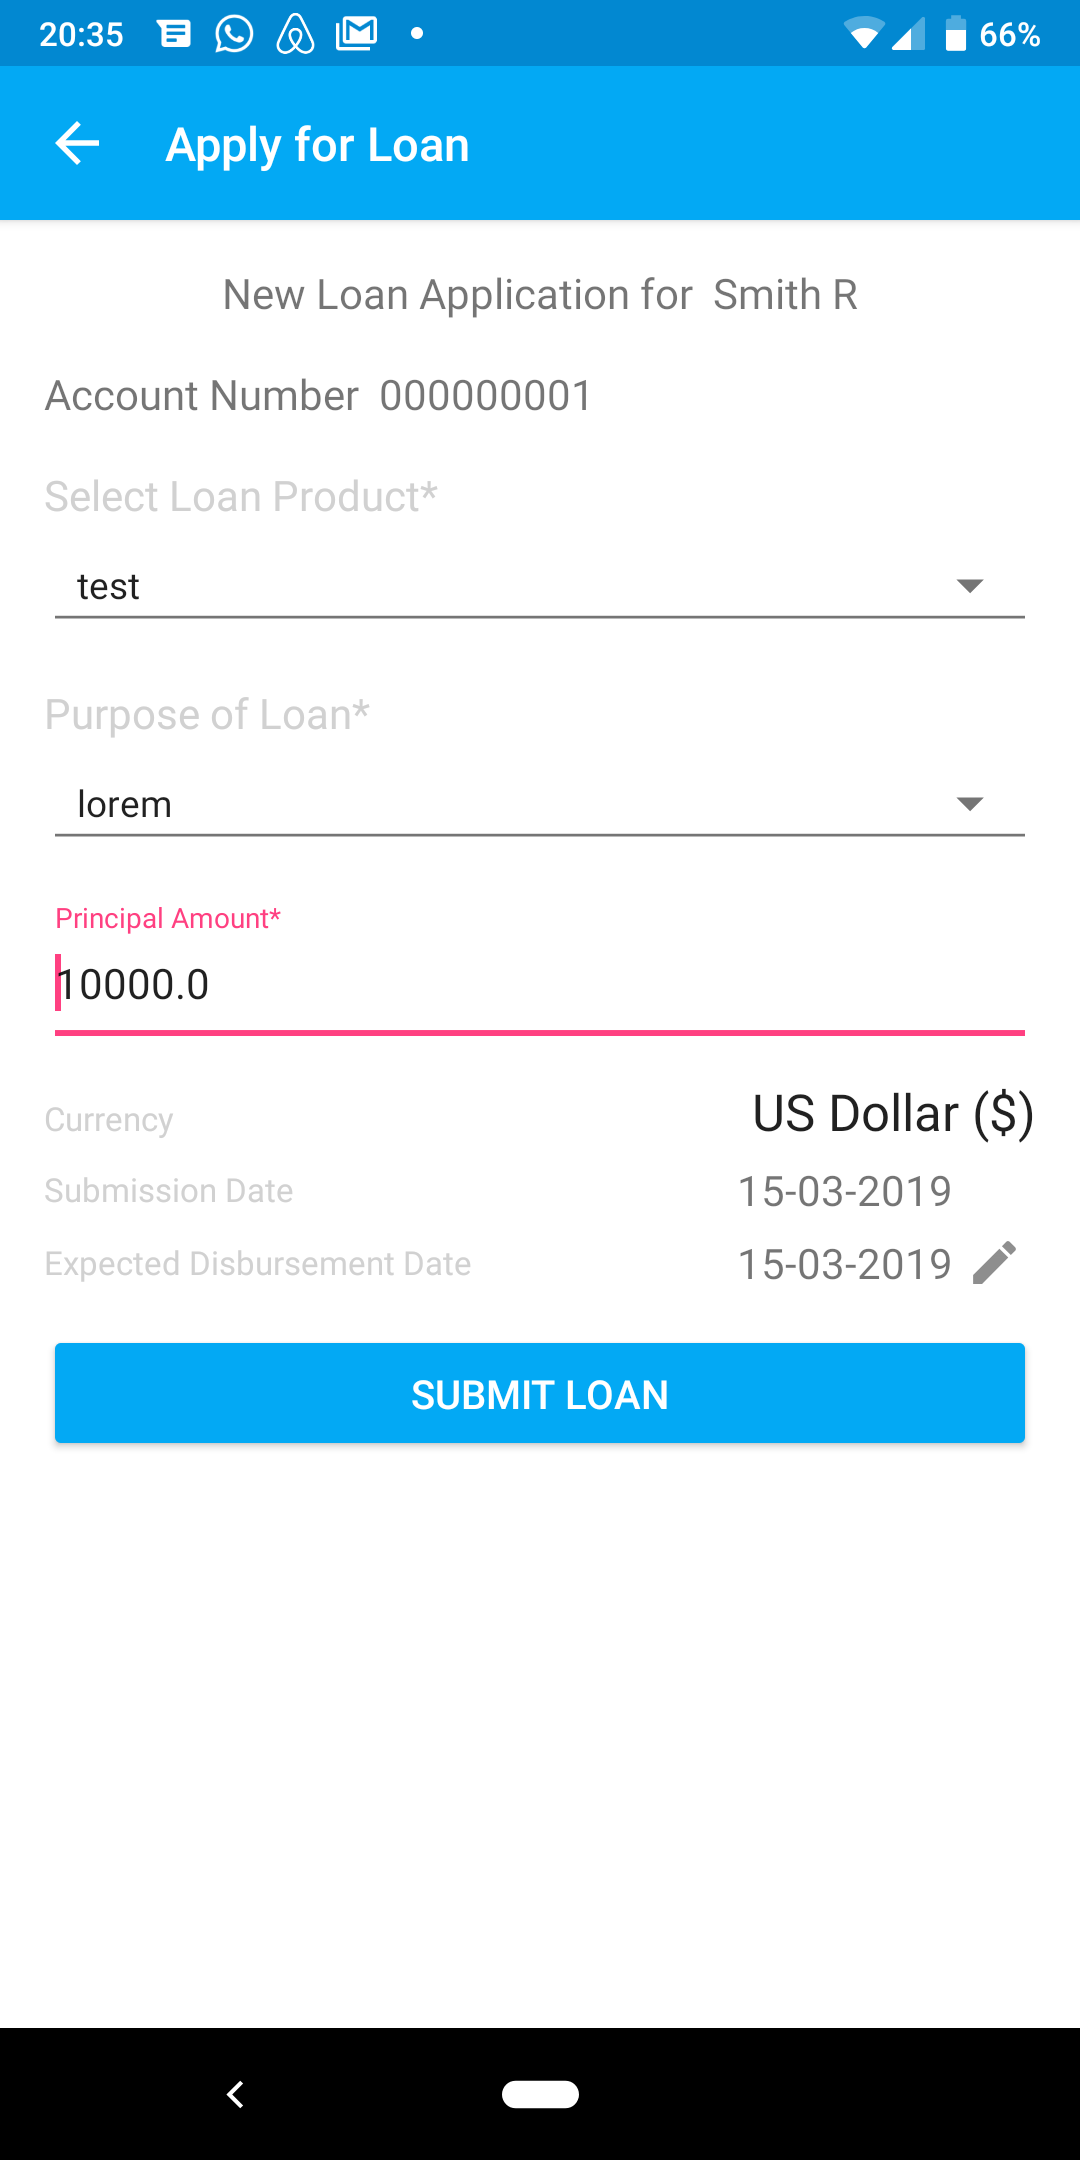 20:35 66%
Apply for Loan
New Loan Application for Smith R
Account Number 000000001
Select Loan Product*
test
Purpose of Loan*
lorem
Principal Amount*
10000.0
Currency US Dollar ($)
Submission Date 15-03-2019
Expected Disbursement Date 15-03-2019
SUBMIT LOAN